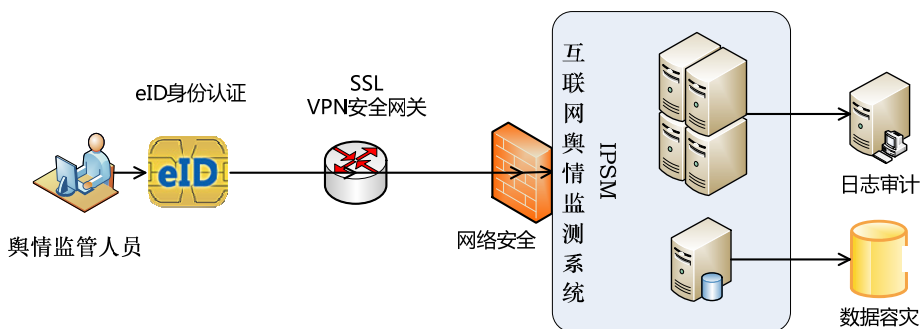 eID身份认证
SSL
VPN安全网关
eID
舆情监管人员
网络安全
互联网舆情监测系统
IPSM
日志审计
数据容灾